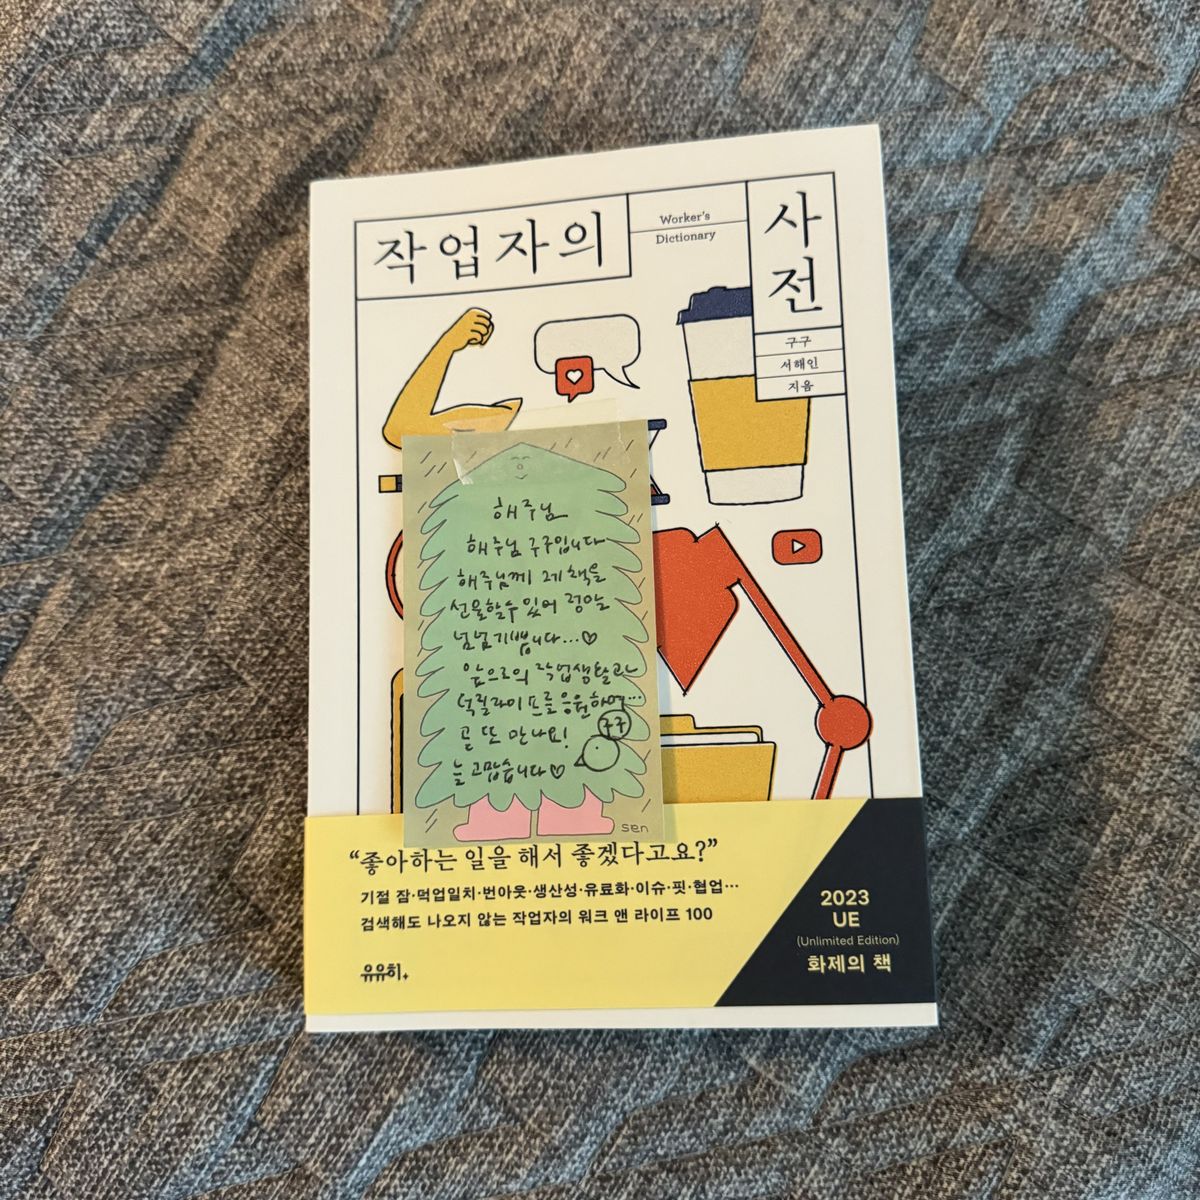 작업자의
Worker's
Dictionary
사
전
구구
서해인
지음
해주님
해주님 구구입니다
해주님께 제 책을
선물할 수 있어 정말
넘넘 기쁩니다...♡
앞으로의 작업생활과
덕질라이프를 응원하며...
곧 또 만나요!
구구
늘 고맙습니다♡
sen
“좋아하는 일을 해서 좋겠다고요?”
기절 잠·덕업일치·번아웃·생산성·유료화·이슈·핏·협업…
검색해도 나오지 않는 작업자의 워크 앤 라이프 100
유유히+
2023
UE
(Unlimited Edition)
화제의 책